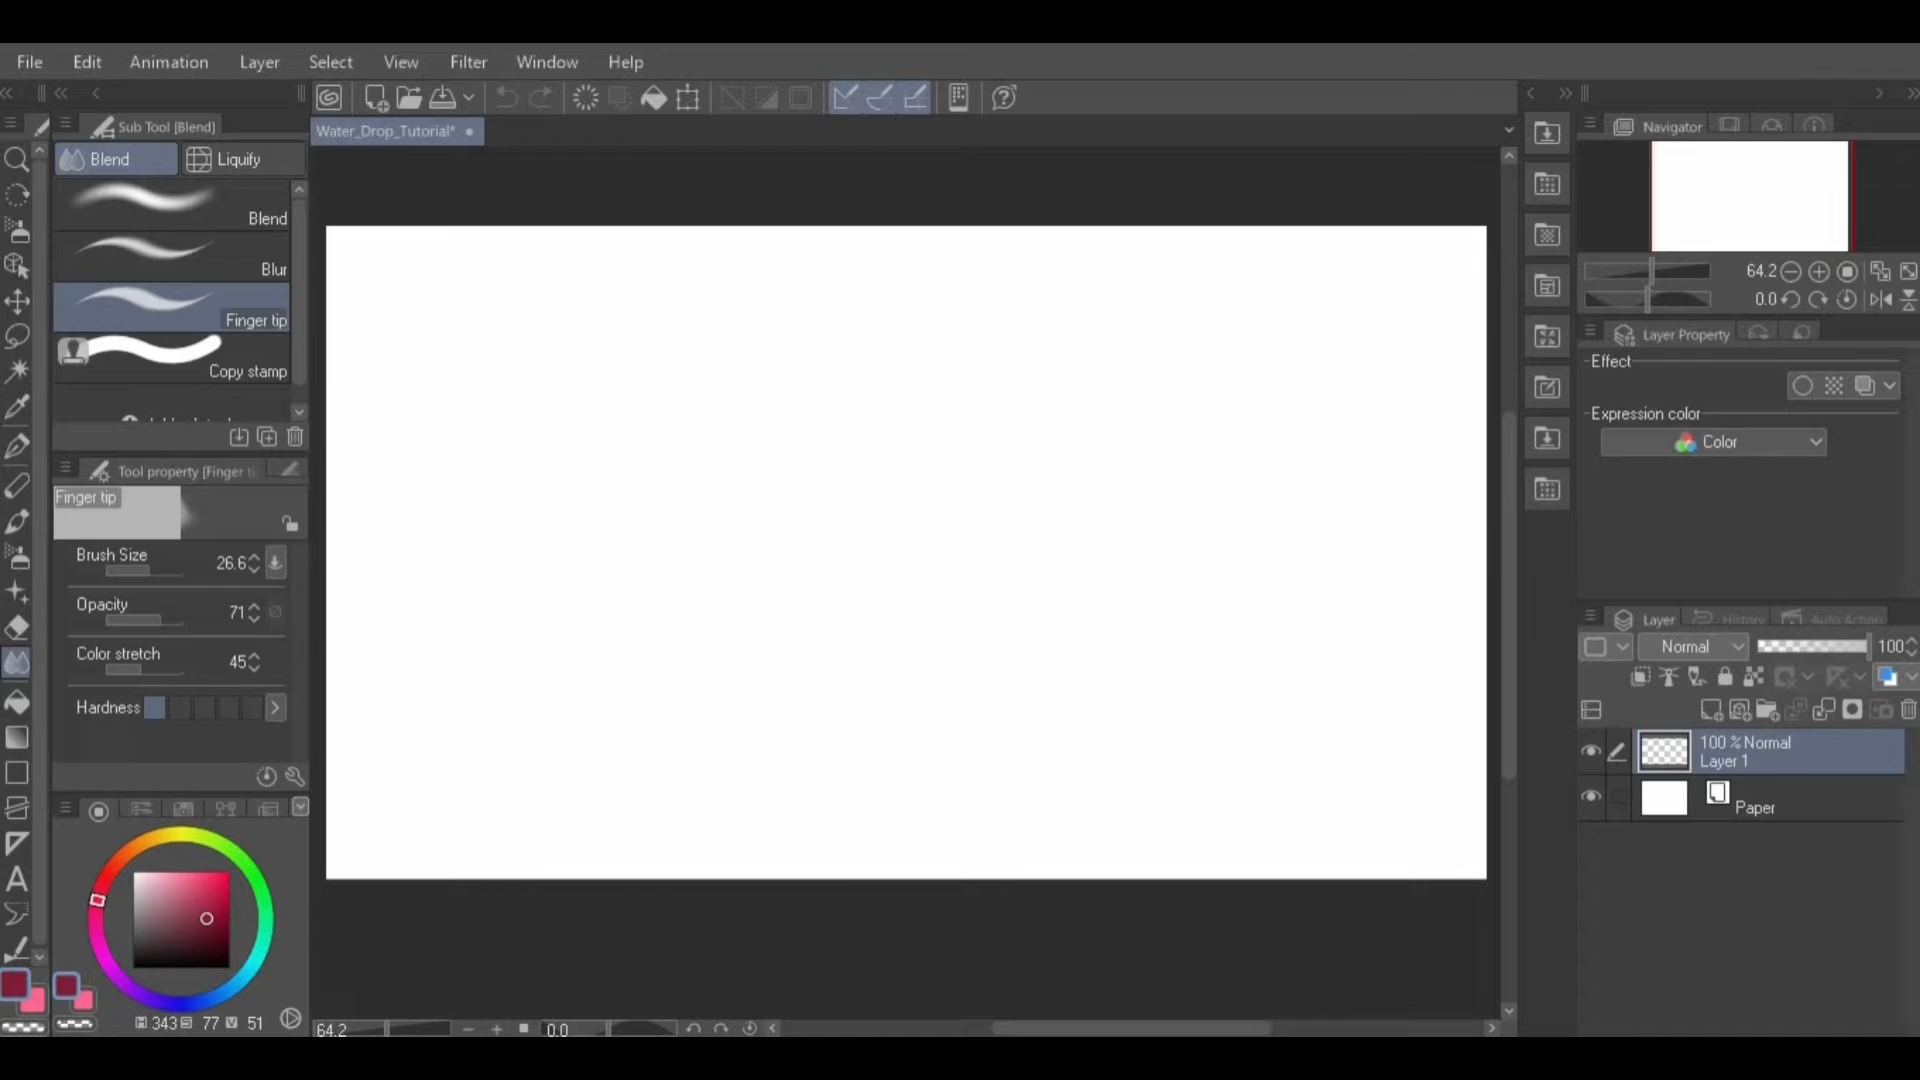 File Edit Animation Layer Select View Filter Window Help
Sub Tool [Blend]
Blend Liquify
Blend
Blur
Finger tip
Copy stamp
Tool property [Finger ti
Finger tip
Brush Size 26.6
Opacity 71
Color stretch 45
Hardness
343 77 51
Water_Drop_Tutorial*
64.2 0.0
Navigator
64.2
0.0
Layer Property
Effect
Expression color
Color
Layer History Auto Action
Normal 100
100 % Normal
Layer 1
Paper